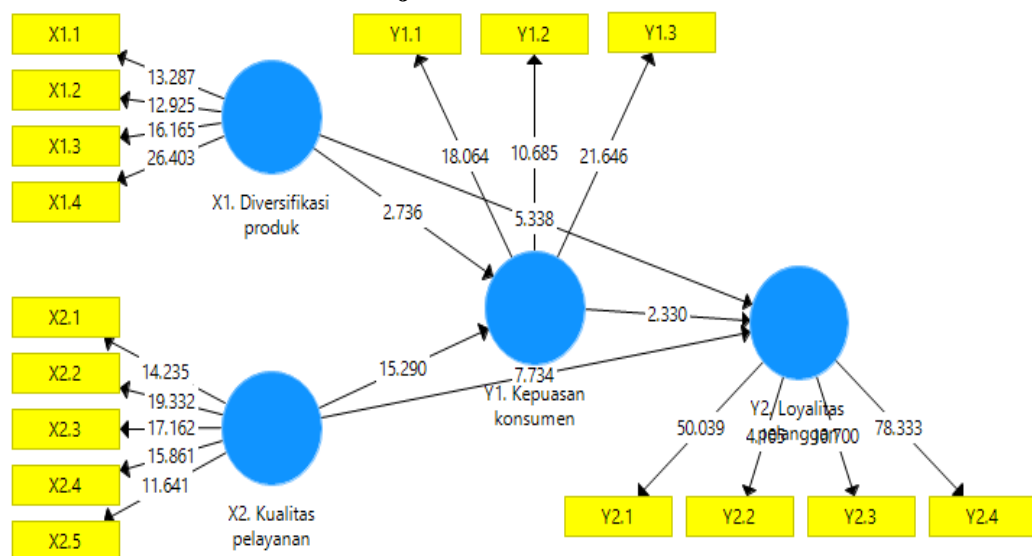 X1.1
X1.2
X1.3
X1.4
13.287
12.925
16.165
26.403
X1. Diversifikasi
produk
Y1.1
Y1.2
Y1.3
18.064
10.685
21.646
2.736
5.338
X2.1
X2.2
X2.3
X2.4
X2.5
14.235
19.332
17.162
15.861
11.641
X2. Kualitas
pelayanan
15.290
7.734
2.330
Y1. Kepuasan
konsumen
Y2. Loyalitas
50.039
78.333
Y2.1
Y2.2
Y2.3
Y2.4